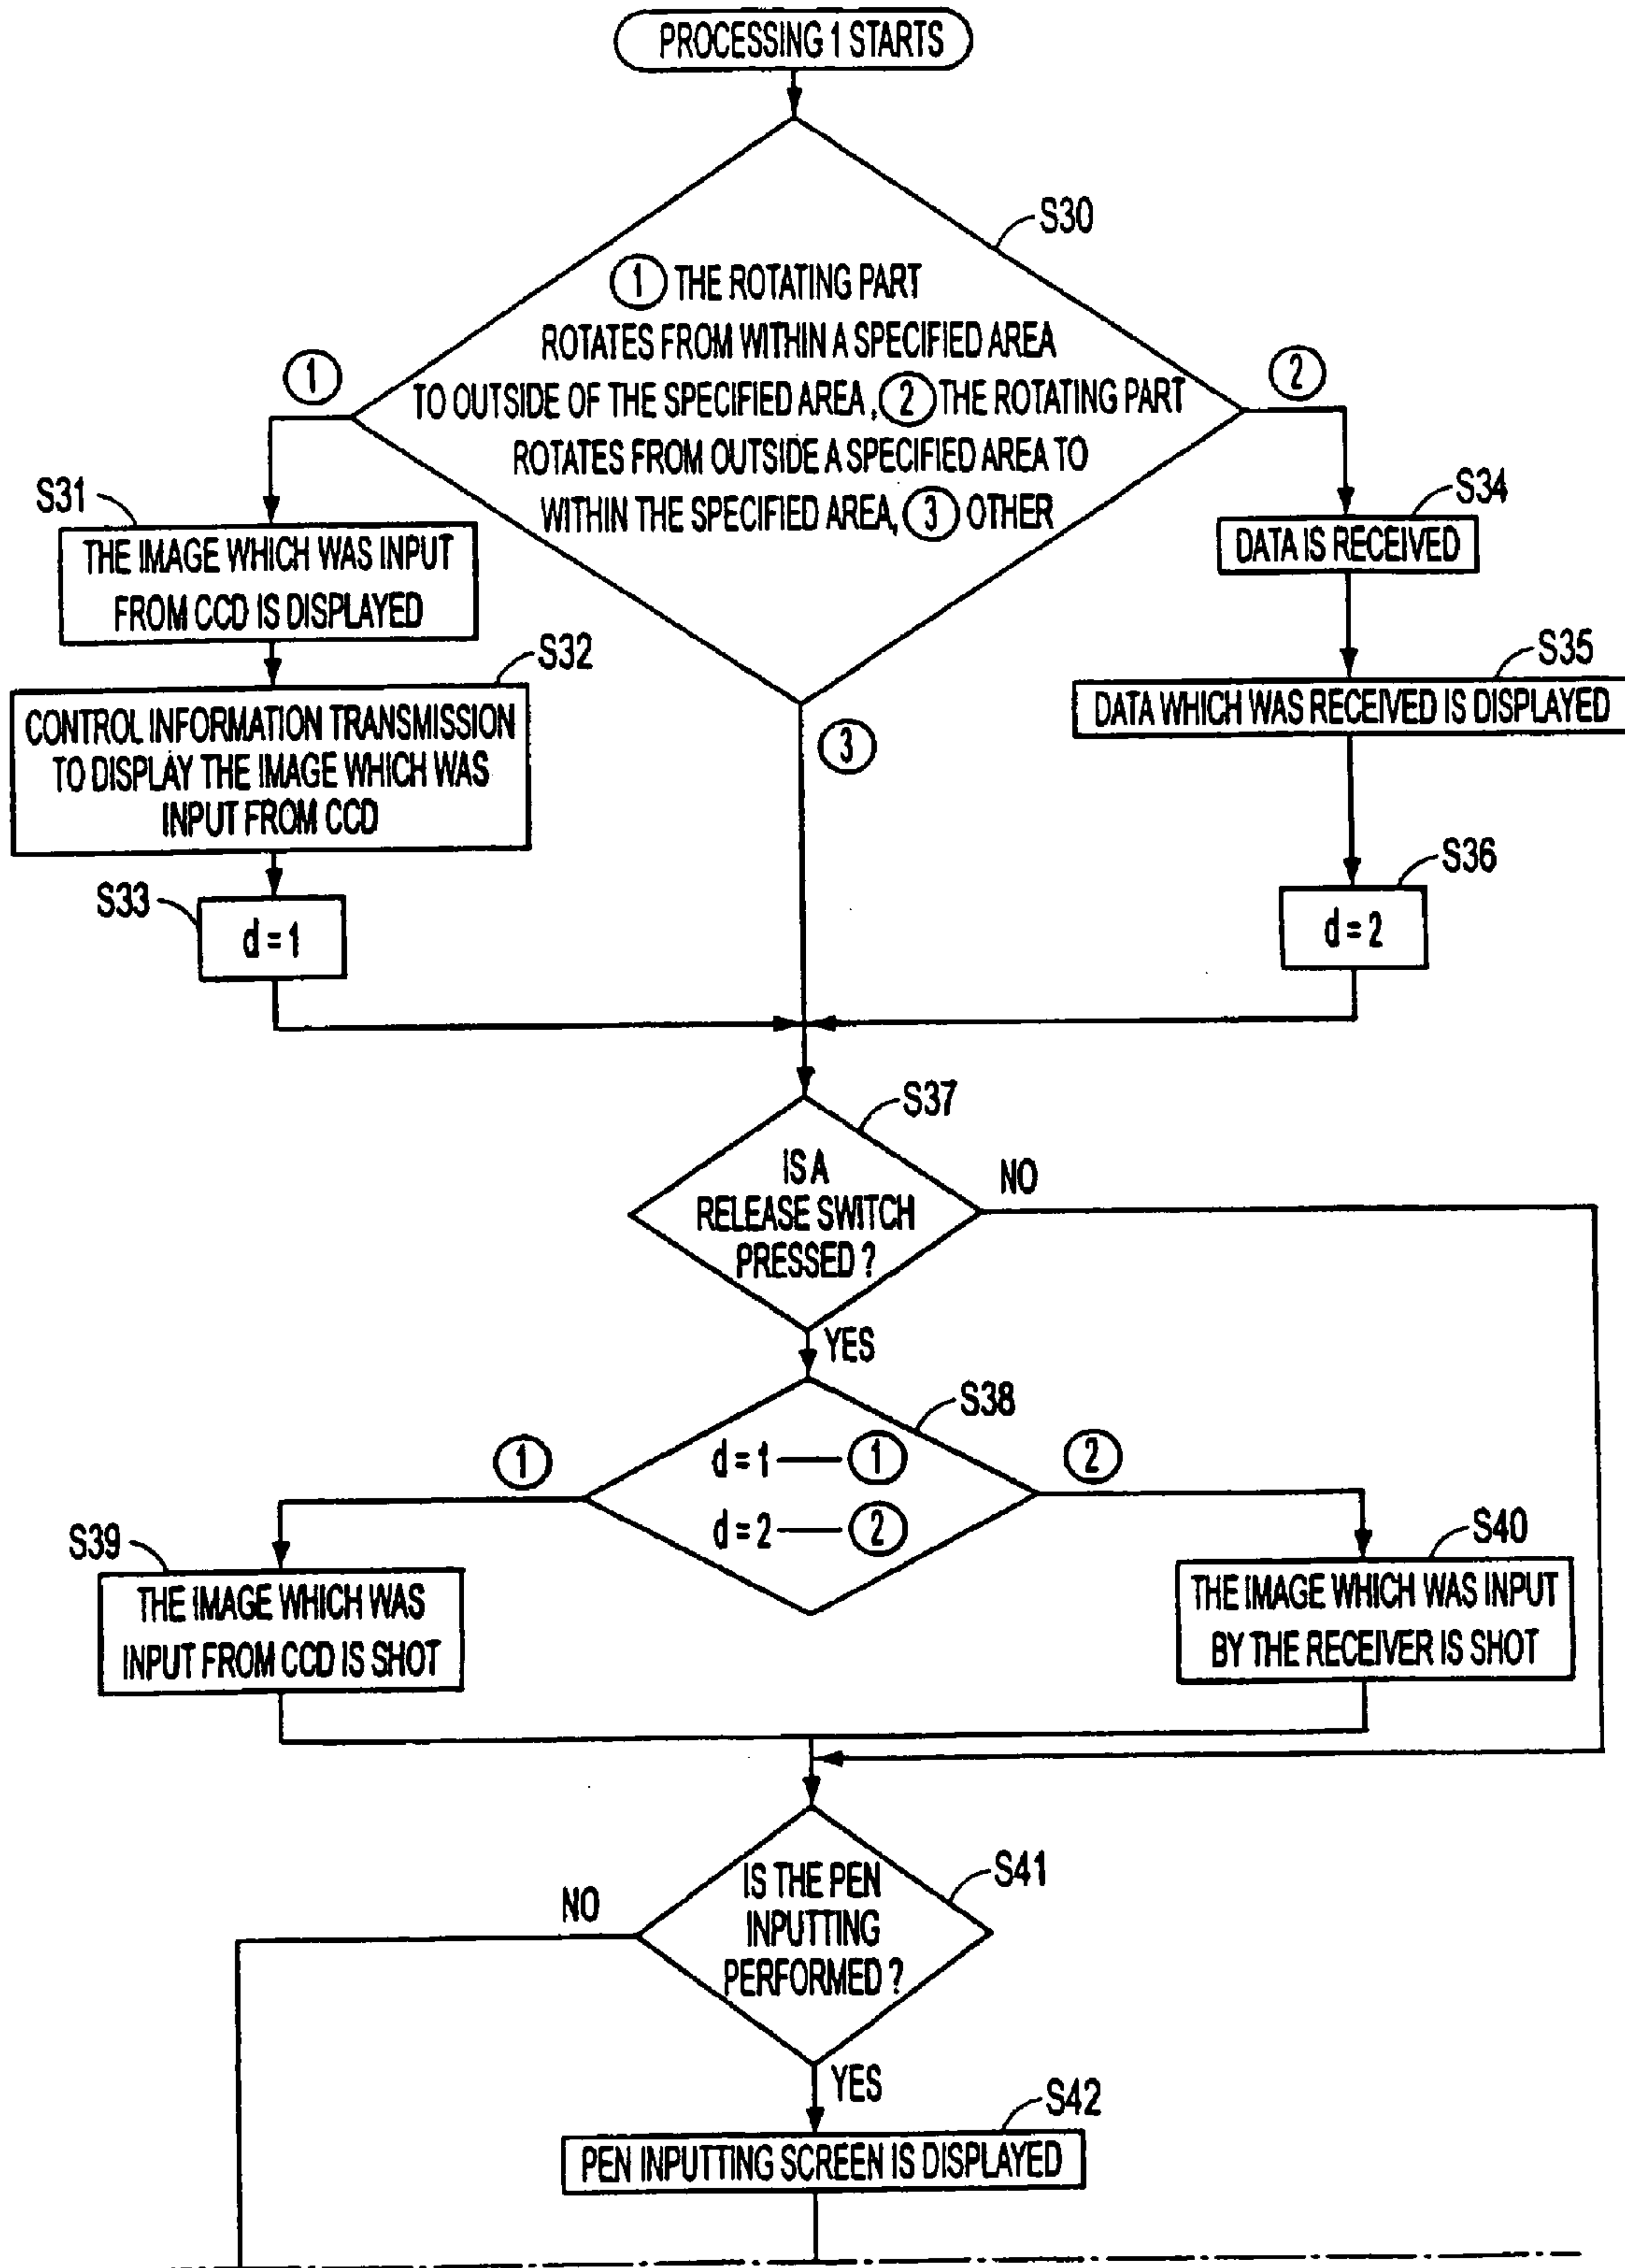 PROCESSING 1 STARTS
S30
① THE ROTATING PART
ROTATES FROM WITHIN A SPECIFIED AREA
TO OUTSIDE OF THE SPECIFIED AREA, ② THE ROTATING PART
ROTATES FROM OUTSIDE A SPECIFIED AREA TO
WITHIN THE SPECIFIED AREA, ③ OTHER
①
②
③
S31
THE IMAGE WHICH WAS INPUT
FROM CCD IS DISPLAYED
S32
CONTROL INFORMATION TRANSMISSION
TO DISPLAY THE IMAGE WHICH WAS
INPUT FROM CCD
S33
d = 1
S34
DATA IS RECEIVED
S35
DATA WHICH WAS RECEIVED IS DISPLAYED
S36
d = 2
S37
IS A
RELEASE SWITCH
PRESSED ?
NO
YES
S38
d = 1 — ①
d = 2 — ②
①
②
S39
THE IMAGE WHICH WAS
INPUT FROM CCD IS SHOT
S40
THE IMAGE WHICH WAS INPUT
BY THE RECEIVER IS SHOT
S41
IS THE PEN
INPUTTING
PERFORMED ?
NO
YES
S42
PEN INPUTTING SCREEN IS DISPLAYED